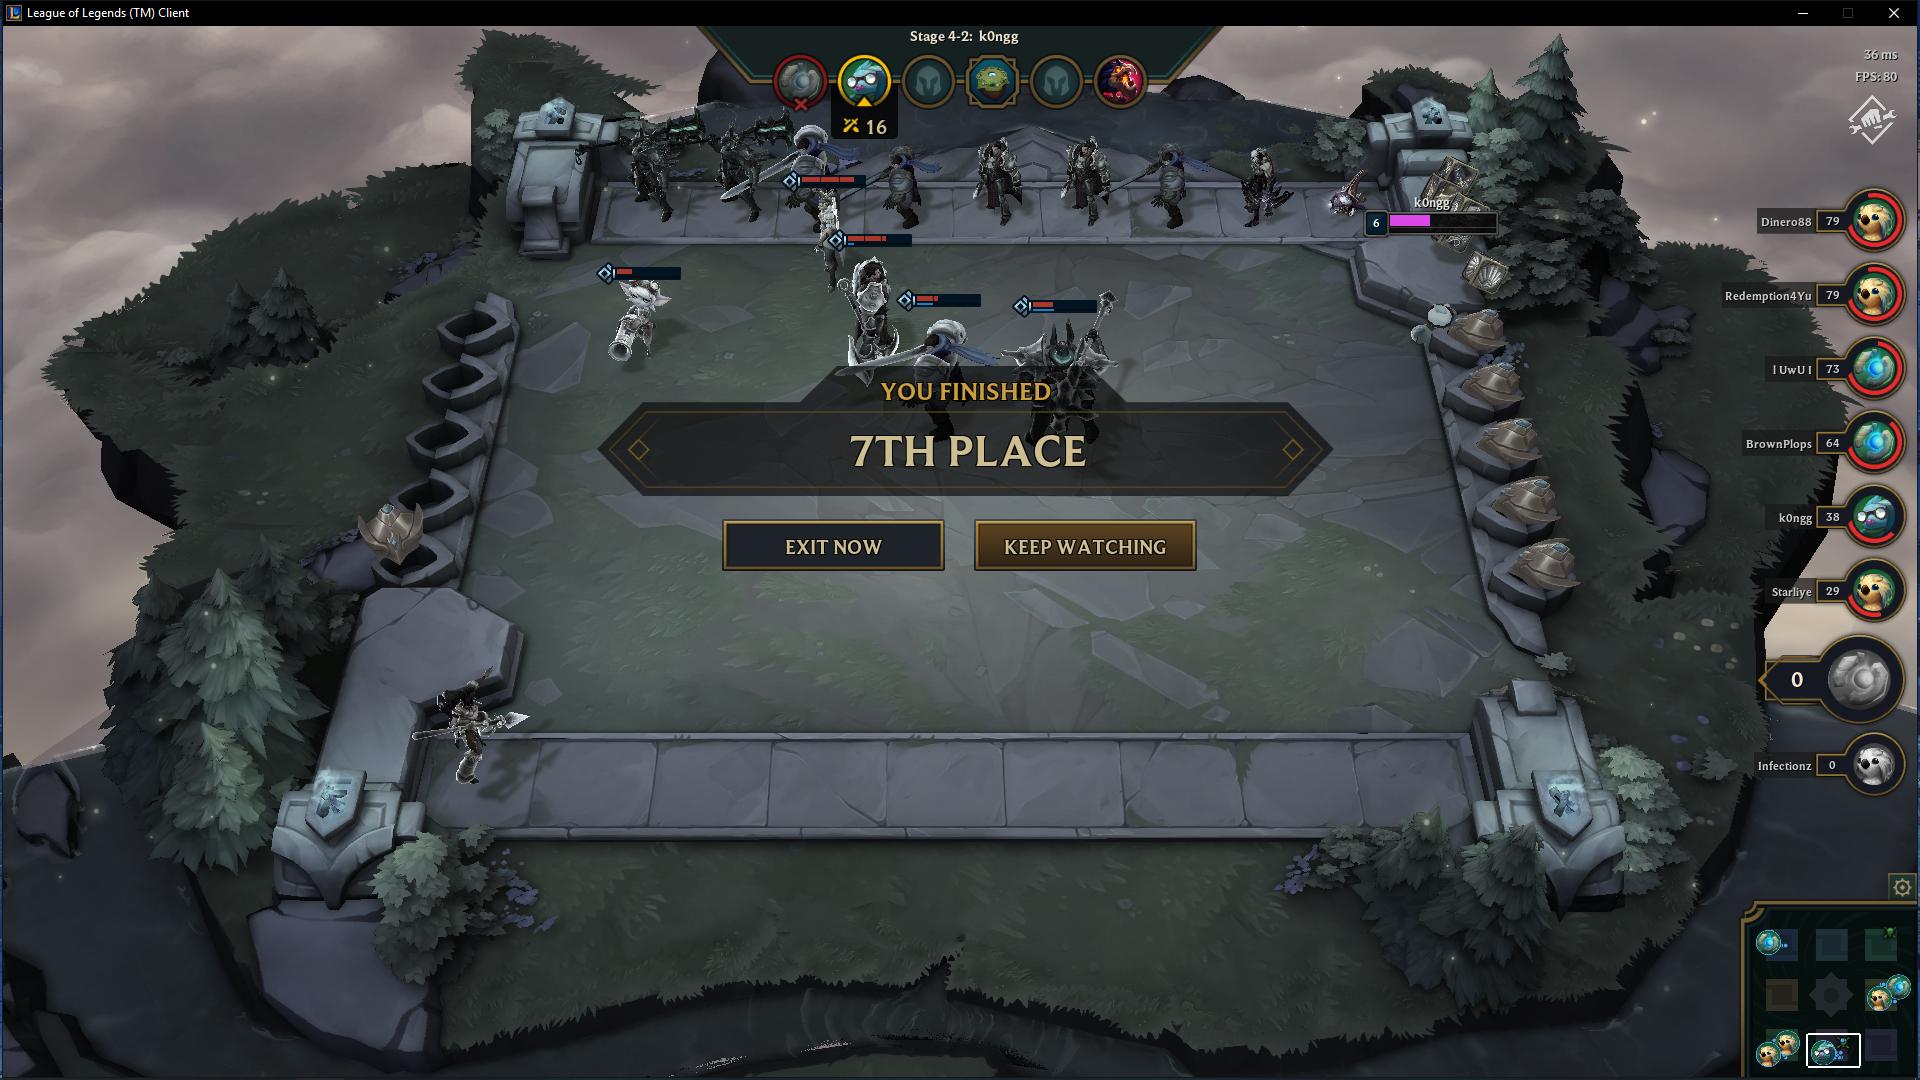 League of Legends (TM) Client
Stage 4-2: k0ngg
36 ms
FPS: 80
16
k0ngg
6
Dinero88 79
Redemption4Yu 79
I UwU I 73
BrownPlops 64
k0ngg 38
Starliye 29
0
Infectionz 0
YOU FINISHED
7TH PLACE
EXIT NOW
KEEP WATCHING